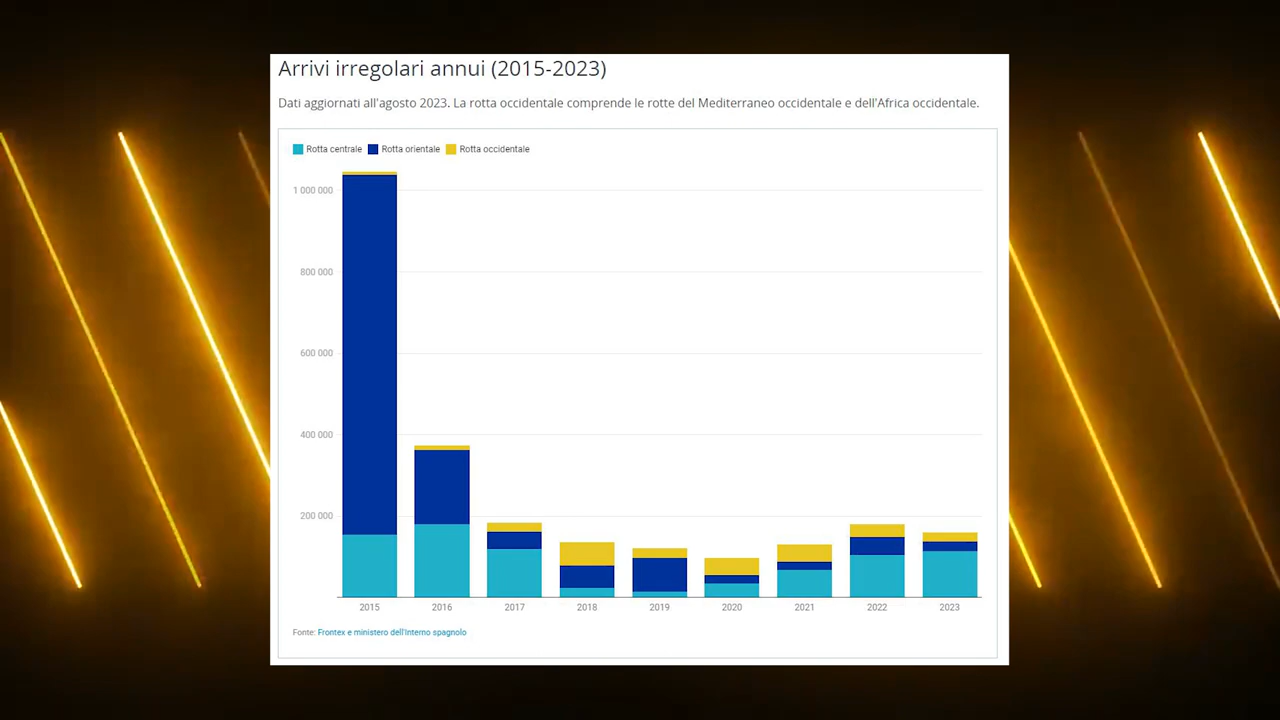 Arrivi irregolari annui (2015-2023)
Dati aggiornati all'agosto 2023. La rotta occidentale comprende le rotte del Mediterraneo occidentale e dell'Africa occidentale.
Rotta centrale Rotta orientale Rotta occidentale
1 000 000
800 000
600 000
400 000
200 000
2015 2016 2017 2018 2019 2020 2021 2022 2023
Fonte: Frontex e ministero dell'Interno spagnolo